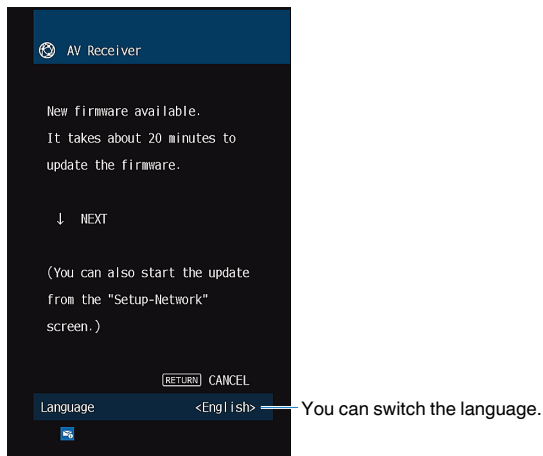 AV Receiver
New firmware available.
It takes about 20 minutes to
update the firmware.
↓ NEXT
(You can also start the update
from the "Setup-Network"
screen.)
RETURN CANCEL
Language <English>
You can switch the language.